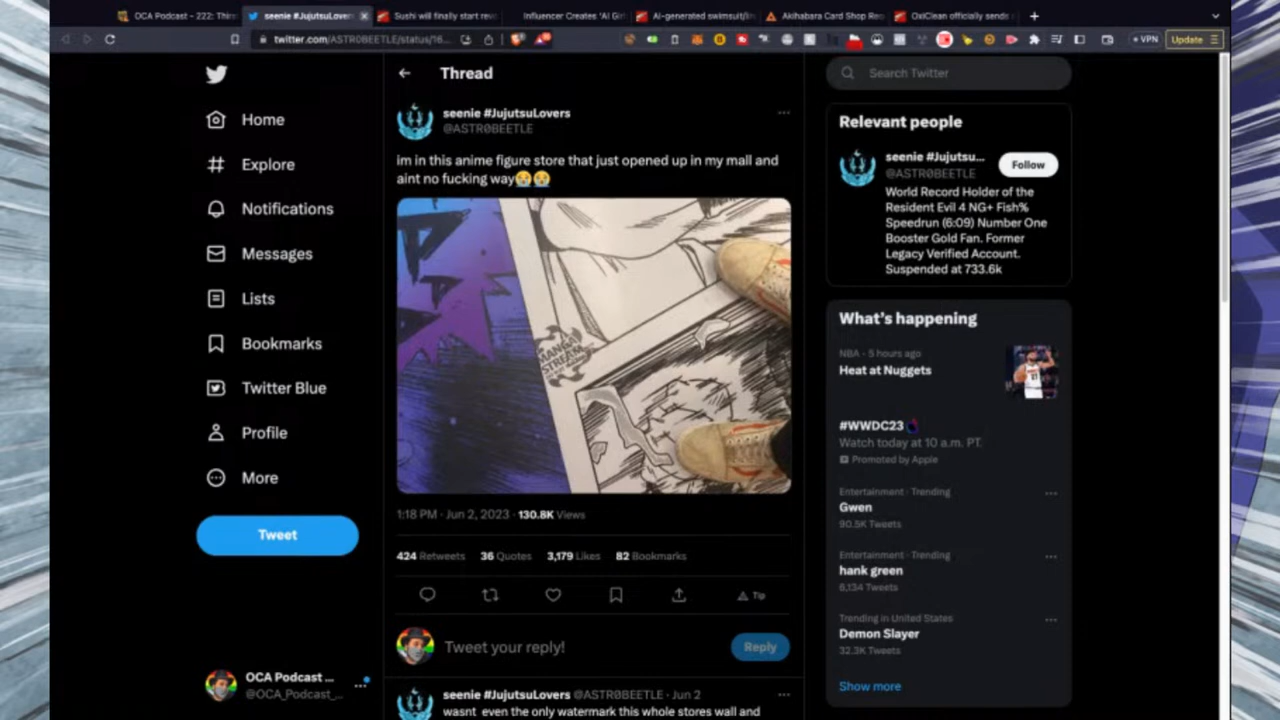 OCA Podcast – 222: Thirs
seenie #JujutsuLovers
Sushi will finally start revo
Influencer Creates 'AI Gir
AI-generated swimsuit/lin
Akihabara Card Shop Rec
OxiClean officially sends
twitter.com/ASTR0BEETLE/status/16...
VPN
Update
Home
Explore
Notifications
Messages
Lists
Bookmarks
Twitter Blue
Profile
More
Tweet
OCA Podcast ...
@OCA_Podcast_...
Thread
seenie #JujutsuLovers
@ASTR0BEETLE
im in this anime figure store that just opened up in my mall and
aint no fucking way😭😭
MANGA
STREAM
1:18 PM · Jun 2, 2023 · 130.8K Views
424 Retweets 36 Quotes 3,179 Likes 82 Bookmarks
Tip
Tweet your reply!
Reply
seenie #JujutsuLovers @ASTR0BEETLE · Jun 2
wasnt even the only watermark this whole stores wall and
Search Twitter
Relevant people
seenie #Jujutsu...
@ASTR0BEETLE
Follow
World Record Holder of the
Resident Evil 4 NG+ Fish%
Speedrun (6:09) Number One
Booster Gold Fan. Former
Legacy Verified Account.
Suspended at 733.6k
What's happening
NBA · 5 hours ago
Heat at Nuggets
#WWDC23
Watch today at 10 a.m. PT.
Promoted by Apple
Entertainment · Trending
Gwen
90.5K Tweets
Entertainment · Trending
hank green
6,134 Tweets
Trending in United States
Demon Slayer
32.3K Tweets
Show more